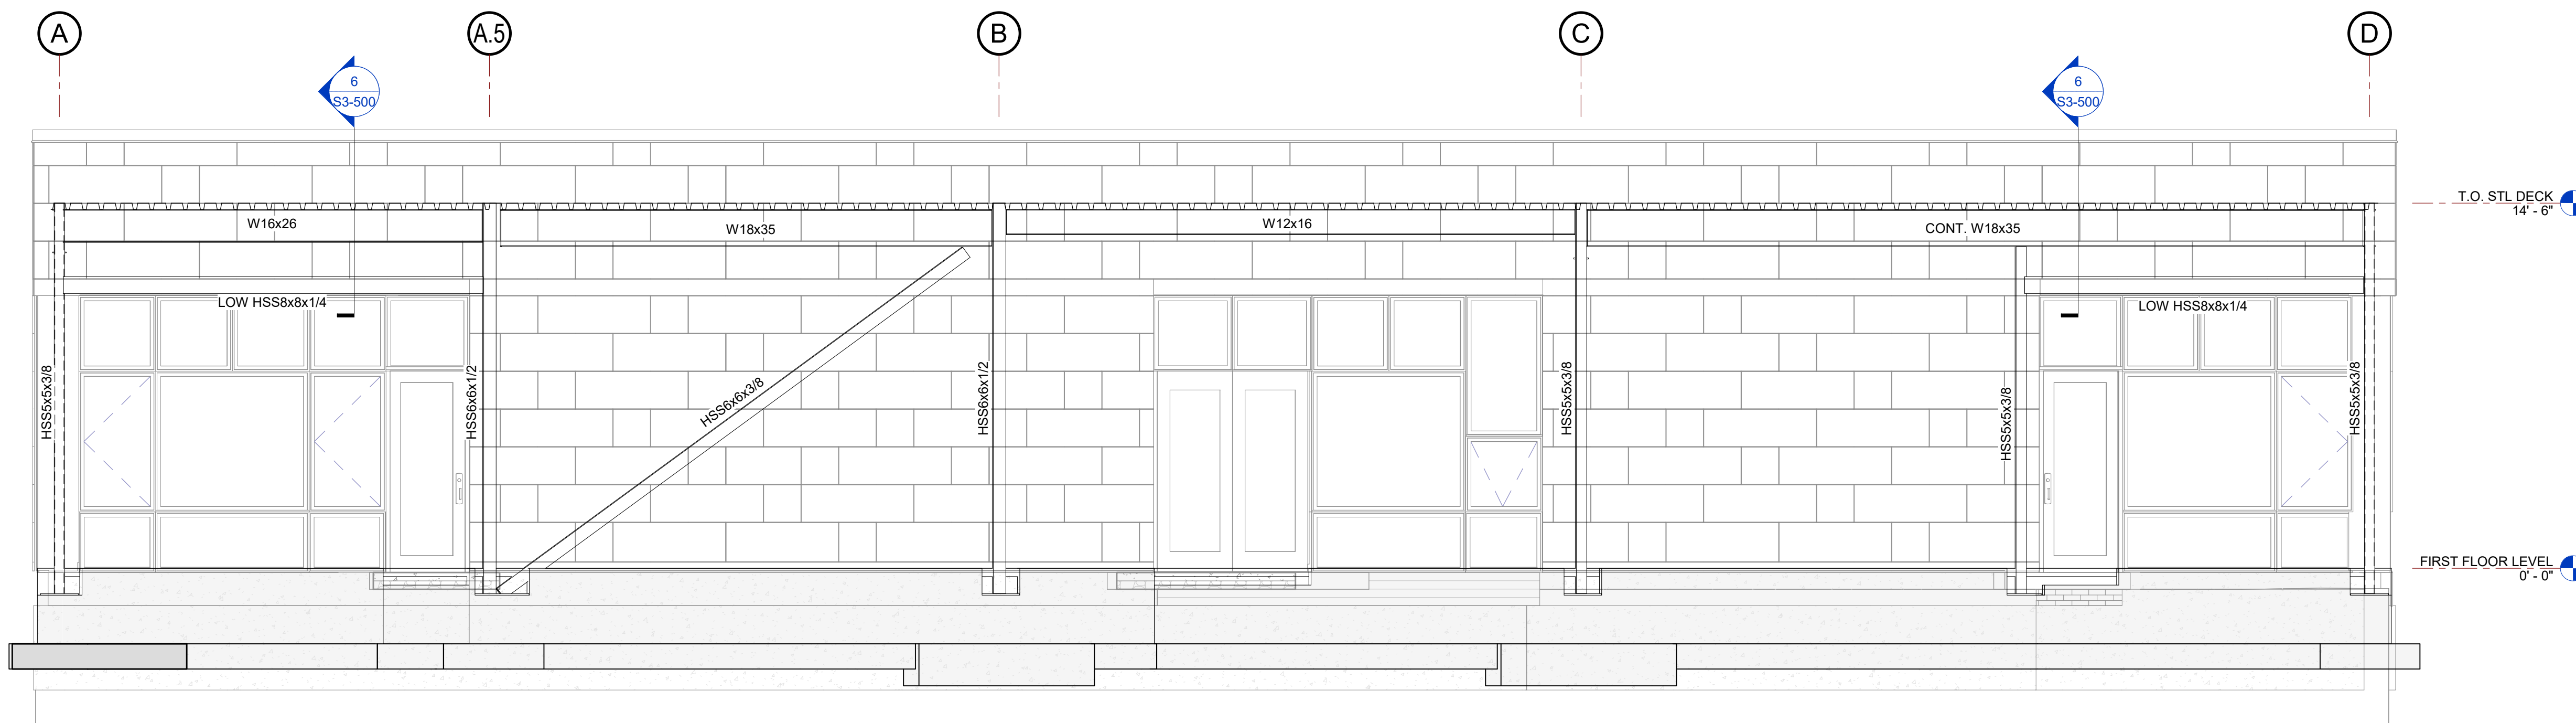 A
A.5
B
C
D
6
S3-500
6
S3-500
T.O. STL DECK
14' - 6"
W16x26
W18x35
W12x16
CONT. W18x35
LOW HSS8x8x1/4
LOW HSS8x8x1/4
HSS5x5x3/8
HSS6x6x1/2
HSS6x6x3/8
HSS6x6x1/2
HSS5x5x3/8
HSS5x5x3/8
HSS5x5x3/8
FIRST FLOOR LEVEL
0' - 0"